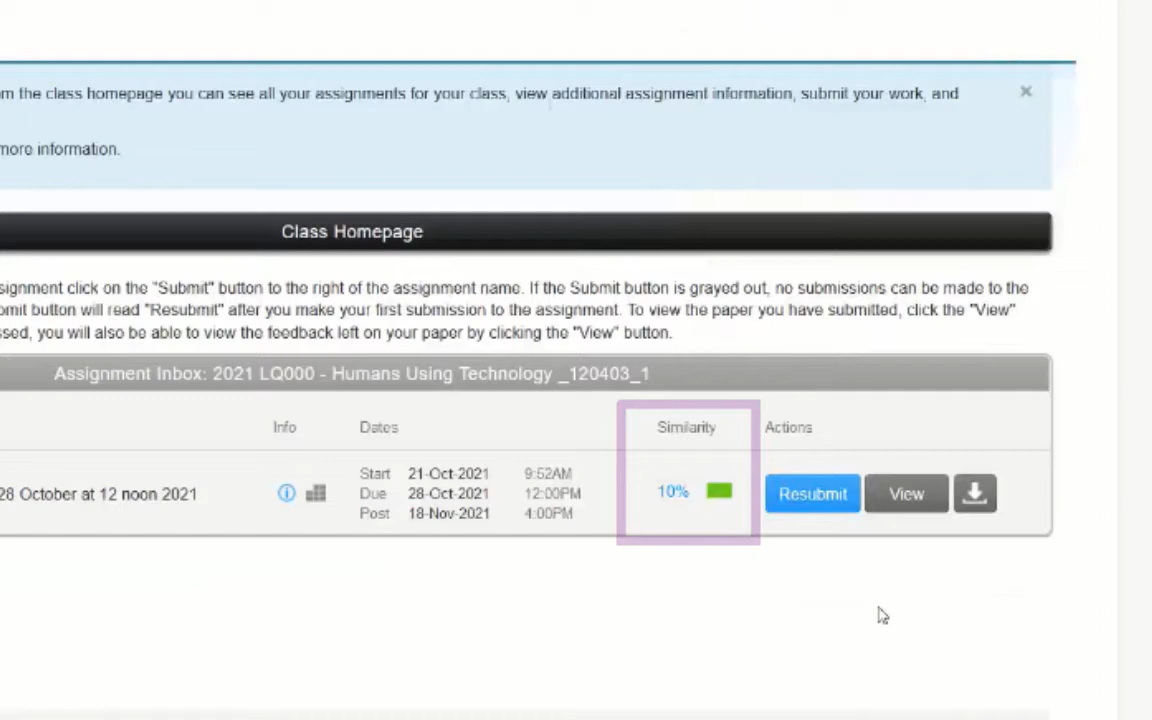 m the class homepage you can see all your assignments for your class, view additional assignment information, submit your work, and ×
more information.
Class Homepage
signment click on the "Submit" button to the right of the assignment name. If the Submit button is grayed out, no submissions can be made to the
omit button will read "Resubmit" after you make your first submission to the assignment. To view the paper you have submitted, click the "View"
ssed, you will also be able to view the feedback left on your paper by clicking the "View" button.
Assignment Inbox: 2021 LQ000 - Humans Using Technology _120403_1
Info Dates Similarity Actions
Start 21-Oct-2021 9:52AM
28 October at 12 noon 2021 Due 28-Oct-2021 12:00PM 10% Resubmit View
Post 18-Nov-2021 4:00PM